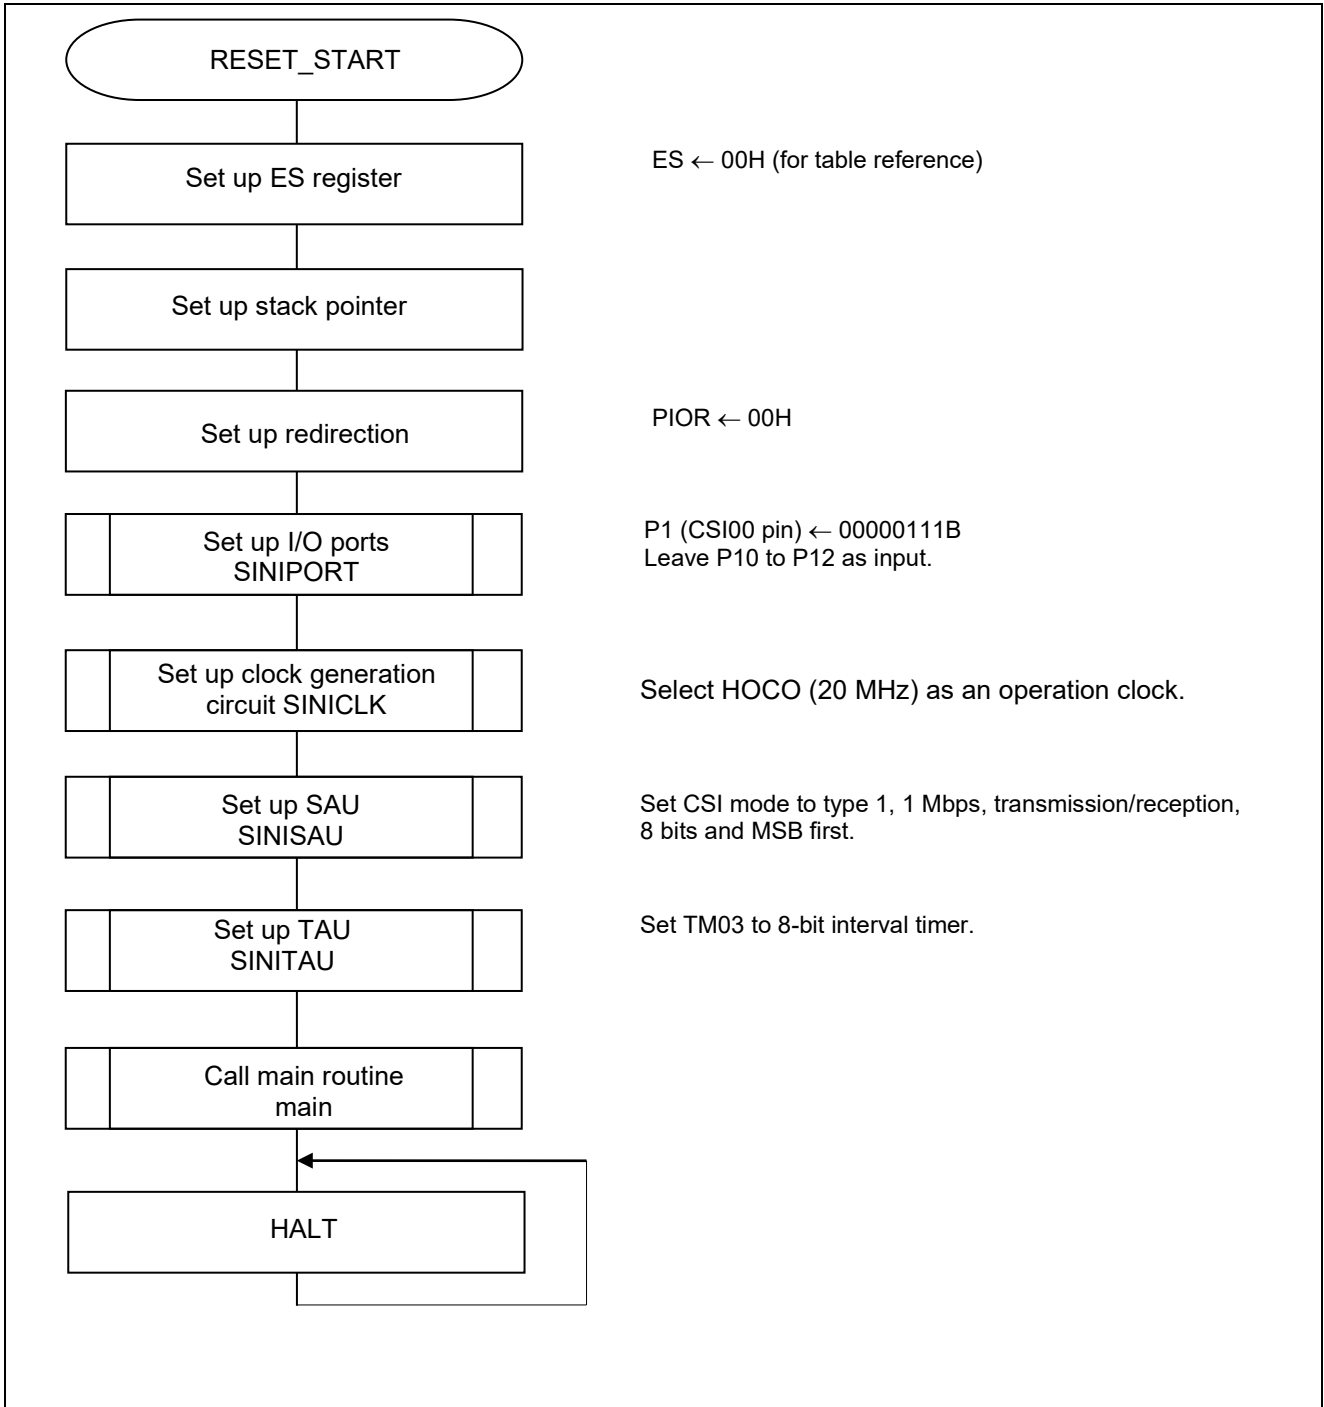 RESET_START
Set up ES register
ES ← 00H (for table reference)
Set up stack pointer
Set up redirection
PIOR ← 00H
Set up I/O ports
SINIPORT
P1 (CSI00 pin) ← 00000111B
Leave P10 to P12 as input.
Set up clock generation
circuit SINICLK
Select HOCO (20 MHz) as an operation clock.
Set up SAU
SINISAU
Set CSI mode to type 1, 1 Mbps, transmission/reception,
8 bits and MSB first.
Set up TAU
SINITAU
Set TM03 to 8-bit interval timer.
Call main routine
main
HALT